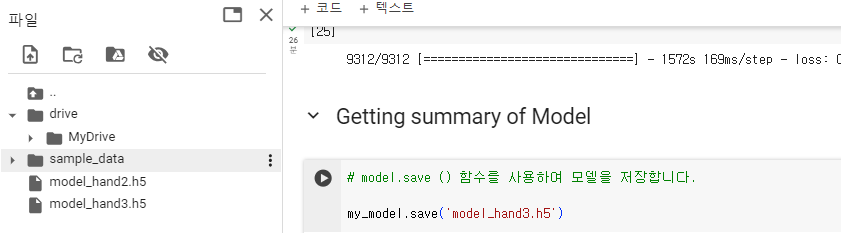 파일
..
drive
MyDrive
sample_data
model_hand2.h5
model_hand3.h5
+ 코드 + 텍스트
[25]
26
분
9312/9312 [==============================] - 1572s 169ms/step - loss: 0
Getting summary of Model
# model.save () 함수를 사용하여 모델을 저장합니다.
my_model.save('model_hand3.h5')